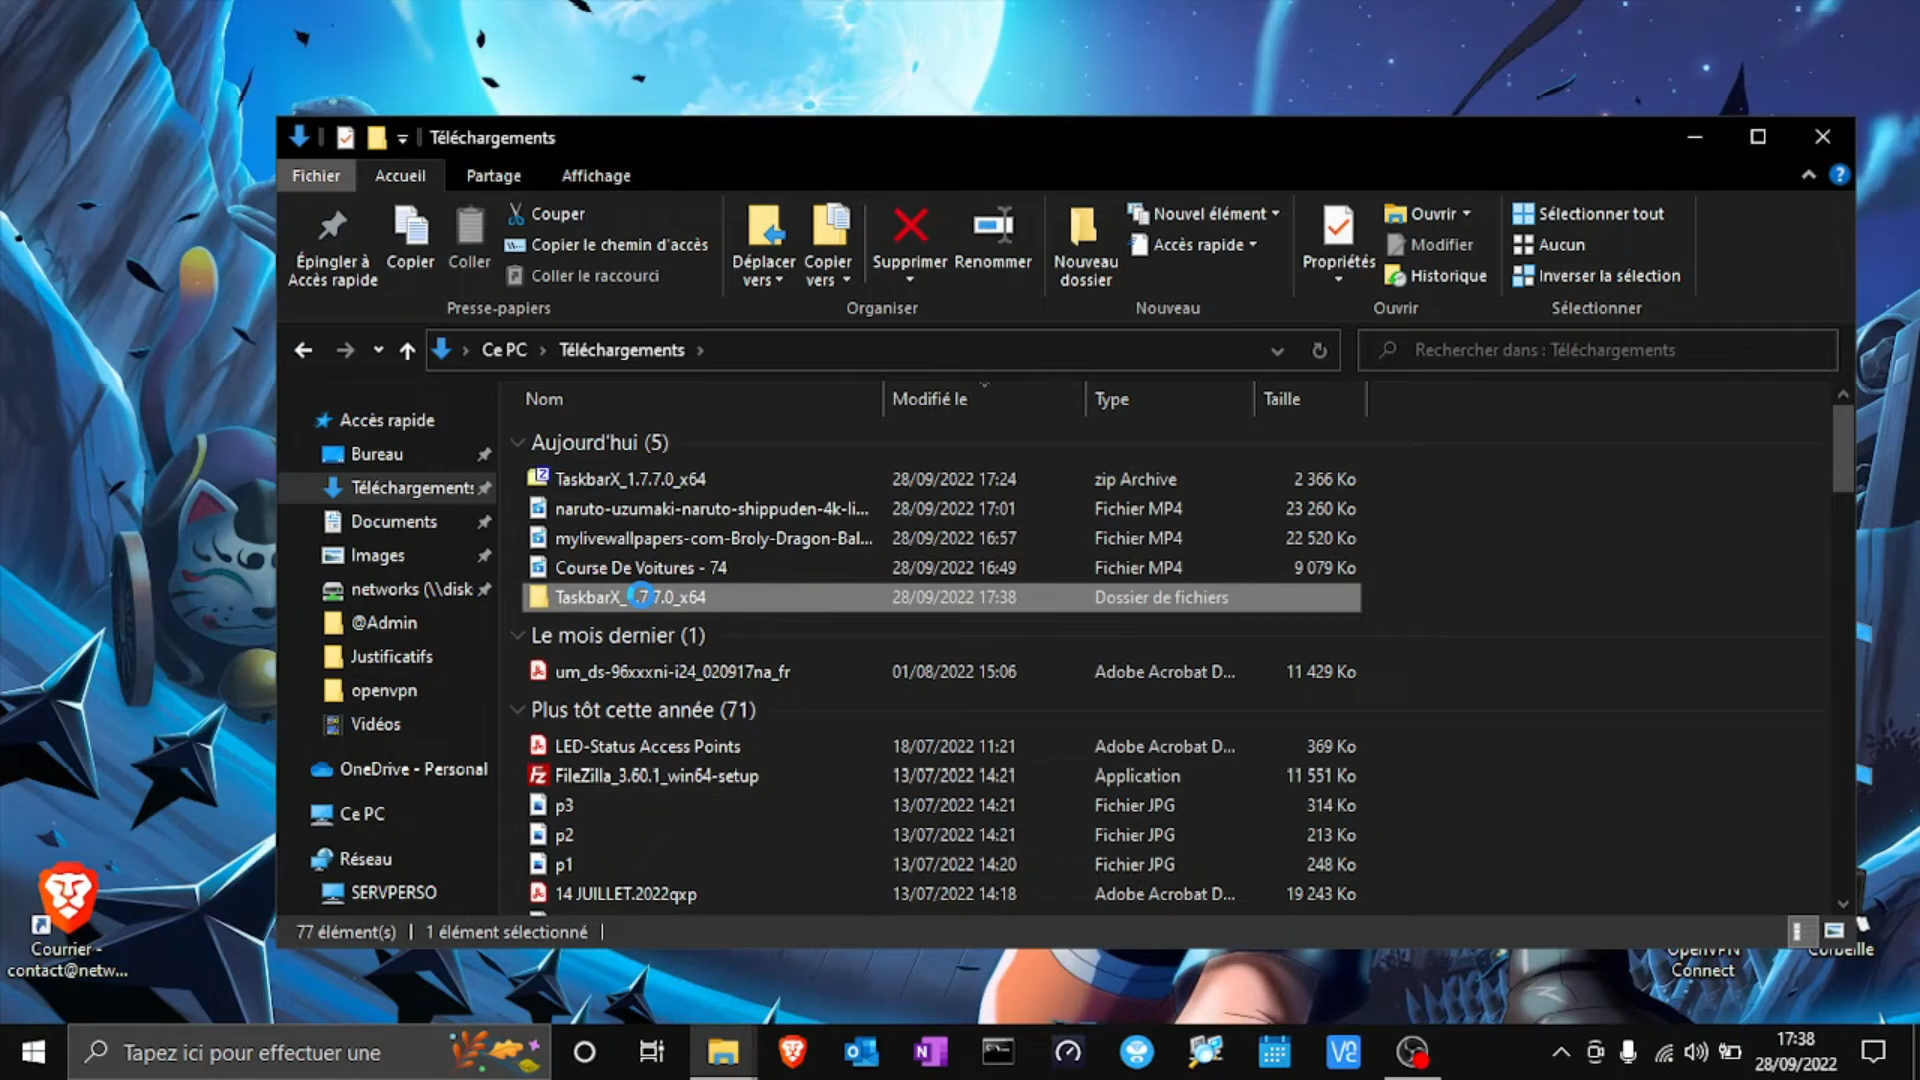 Téléchargements
Fichier
Accueil
Partage
Affichage
Épingler à
Accès rapide
Copier
Coller
Couper
Copier le chemin d'accès
Coller le raccourci
Presse-papiers
Déplacer
vers
Copier
vers
Supprimer
Renommer
Organiser
Nouveau
dossier
Nouvel élément
Accès rapide
Nouveau
Propriétés
Ouvrir
Modifier
Historique
Ouvrir
Sélectionner tout
Aucun
Inverser la sélection
Sélectionner
Ce PC > Téléchargements >
Rechercher dans : Téléchargements
Accès rapide
Bureau
Téléchargements
Documents
Images
networks (\\disk
@Admin
Justificatifs
openvpn
Vidéos
OneDrive - Personal
Ce PC
Réseau
SERVPERSO
Nom Modifié le Type Taille
Aujourd'hui (5)
TaskbarX_1.7.7.0_x64 28/09/2022 17:24 zip Archive 2 366 Ko
naruto-uzumaki-naruto-shippuden-4k-li... 28/09/2022 17:01 Fichier MP4 23 260 Ko
mylivewallpapers-com-Broly-Dragon-Bal... 28/09/2022 16:57 Fichier MP4 22 520 Ko
Course De Voitures - 74 28/09/2022 16:49 Fichier MP4 9 079 Ko
TaskbarX_1.7.7.0_x64 28/09/2022 17:38 Dossier de fichiers
Le mois dernier (1)
um_ds-96xxxni-i24_020917na_fr 01/08/2022 15:06 Adobe Acrobat D... 11 429 Ko
Plus tôt cette année (71)
LED-Status Access Points 18/07/2022 11:21 Adobe Acrobat D... 369 Ko
FileZilla_3.60.1_win64-setup 13/07/2022 14:21 Application 11 551 Ko
p3 13/07/2022 14:21 Fichier JPG 314 Ko
p2 13/07/2022 14:21 Fichier JPG 213 Ko
p1 13/07/2022 14:20 Fichier JPG 248 Ko
14 JUILLET.2022qxp 13/07/2022 14:18 Adobe Acrobat D... 19 243 Ko
77 élément(s) 1 élément sélectionné
Courrier -
contact@netw...
OpenVPN
Connect
Corbeille
Tapez ici pour effectuer une
17:38
28/09/2022